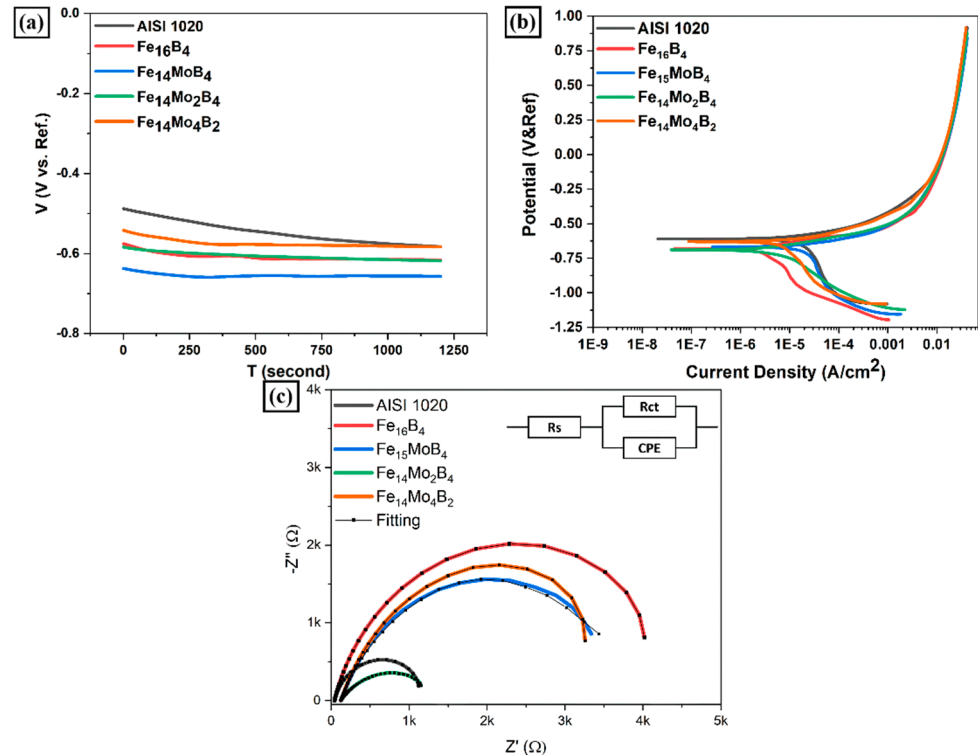 (a)
AISI 1020
Fe₁₆B₄
Fe₁₄MoB₄
Fe₁₄Mo₂B₄
Fe₁₄Mo₄B₂
V (vs. Ref.)
0.0
-0.2
-0.4
-0.6
-0.8
0 250 500 750 1000 1250
T (second)
(b)
AISI 1020
Fe₁₆B₄
Fe₁₅MoB₄
Fe₁₄Mo₂B₄
Fe₁₄Mo₄B₂
Potential (V&Ref)
1.00
0.75
0.50
0.25
0.00
-0.25
-0.50
-0.75
-1.00
-1.25
1E-9 1E-8 1E-7 1E-6 1E-5 1E-4 0.001 0.01
Current Density (A/cm²)
(c)
AISI 1020
Fe₁₆B₄
Fe₁₅MoB₄
Fe₁₄Mo₂B₄
Fe₁₄Mo₄B₂
Fitting
Rs
Rct
CPE
-Z'' (Ω)
4k
3k
2k
1k
0
0 1k 2k 3k 4k 5k
Z' (Ω)